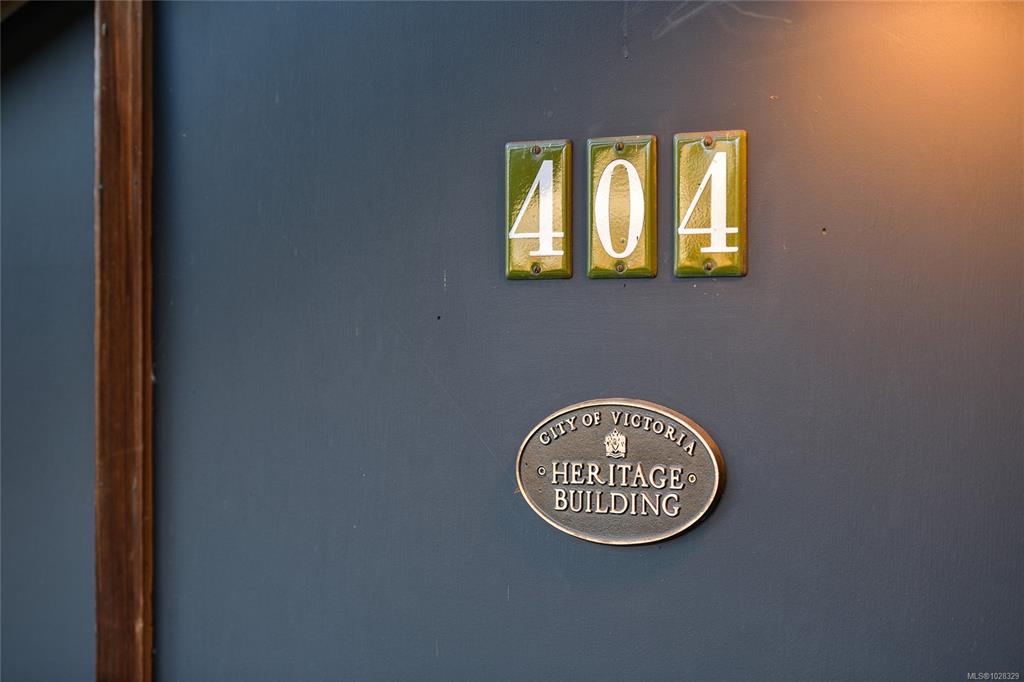 404
CITY OF VICTORIA
HERITAGE
BUILDING
MLS®1028329